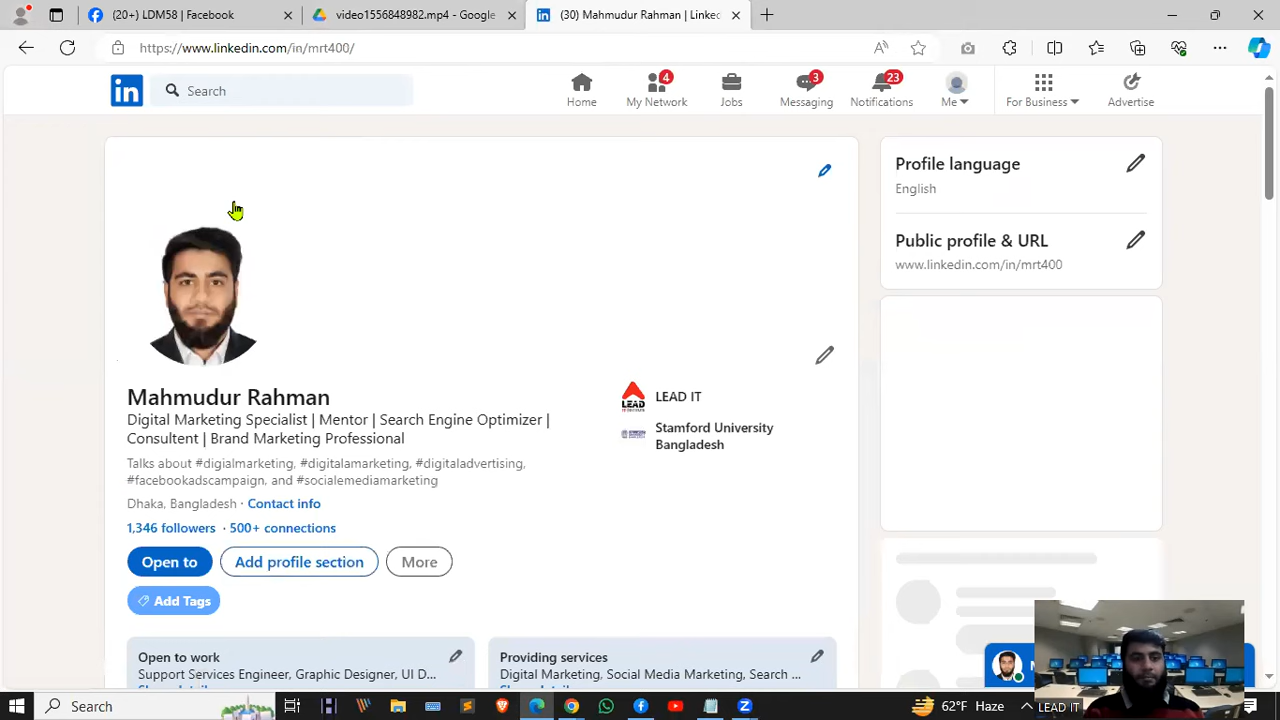 (20+) LDM58 | Facebook
video1556848982.mp4 - Google
(30) Mahmudur Rahman | Linke
https://www.linkedin.com/in/mrt400/
in
Search
4
3
23
Home
My Network
Jobs
Messaging
Notifications
Me
For Business
Advertise
Profile language
English
Public profile & URL
www.linkedin.com/in/mrt400
Mahmudur Rahman
Digital Marketing Specialist | Mentor | Search Engine Optimizer |
Consultent | Brand Marketing Professional
LEAD
LEAD IT
Stamford University
Bangladesh
Talks about #digialmarketing, #digitalamarketing, #digitaladvertising,
#facebookadscampaign, and #socialemediamarketing
Dhaka, Bangladesh · Contact info
1,346 followers · 500+ connections
Open to
Add profile section
More
Add Tags
Open to work
Support Services Engineer, Graphic Designer, UI D...
Providing services
Digital Marketing, Social Media Marketing, Search ...
LEAD IT
Search
62°F Haze